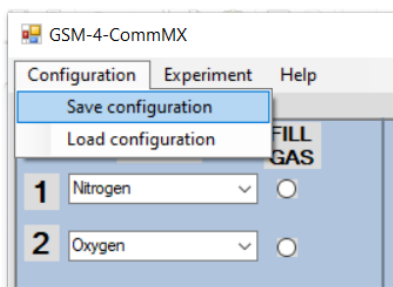 GSM-4-CommMX
Configuration Experiment Help
Save configuration
Load configuration
FILL
GAS
1 Nitrogen
2 Oxygen